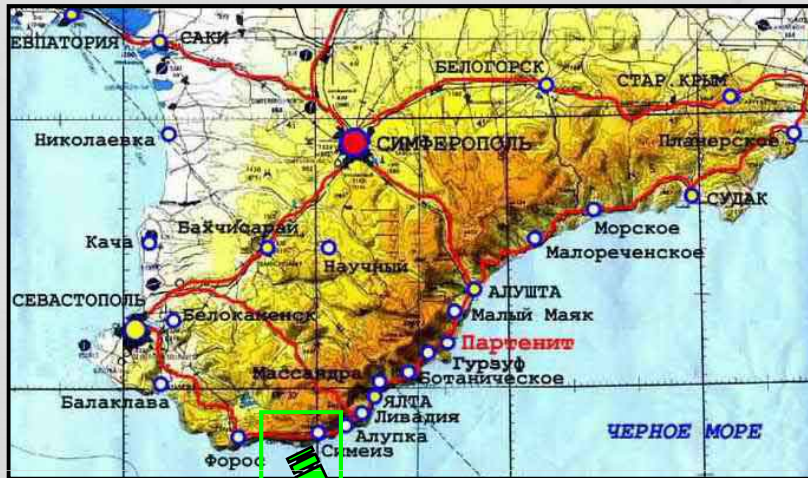 ЕВПАТОРИЯ
САКИ
БЕЛОГОРСК
СТАР.КРЫМ
Николаевка
СИМФЕРОПОЛЬ
Планерское
СУДАК
Бахчисарай
Морское
Кача
Научный
Малореченское
СЕВАСТОПОЛЬ
АЛУШТА
Белокаменск
Малый Маяк
Партенит
Гурзуф
Массандра
Ботаническое
Балаклава
ЯЛТА
Ливадия
Алупка
ЧЕРНОЕ МОРЕ
Форос
Симеиз